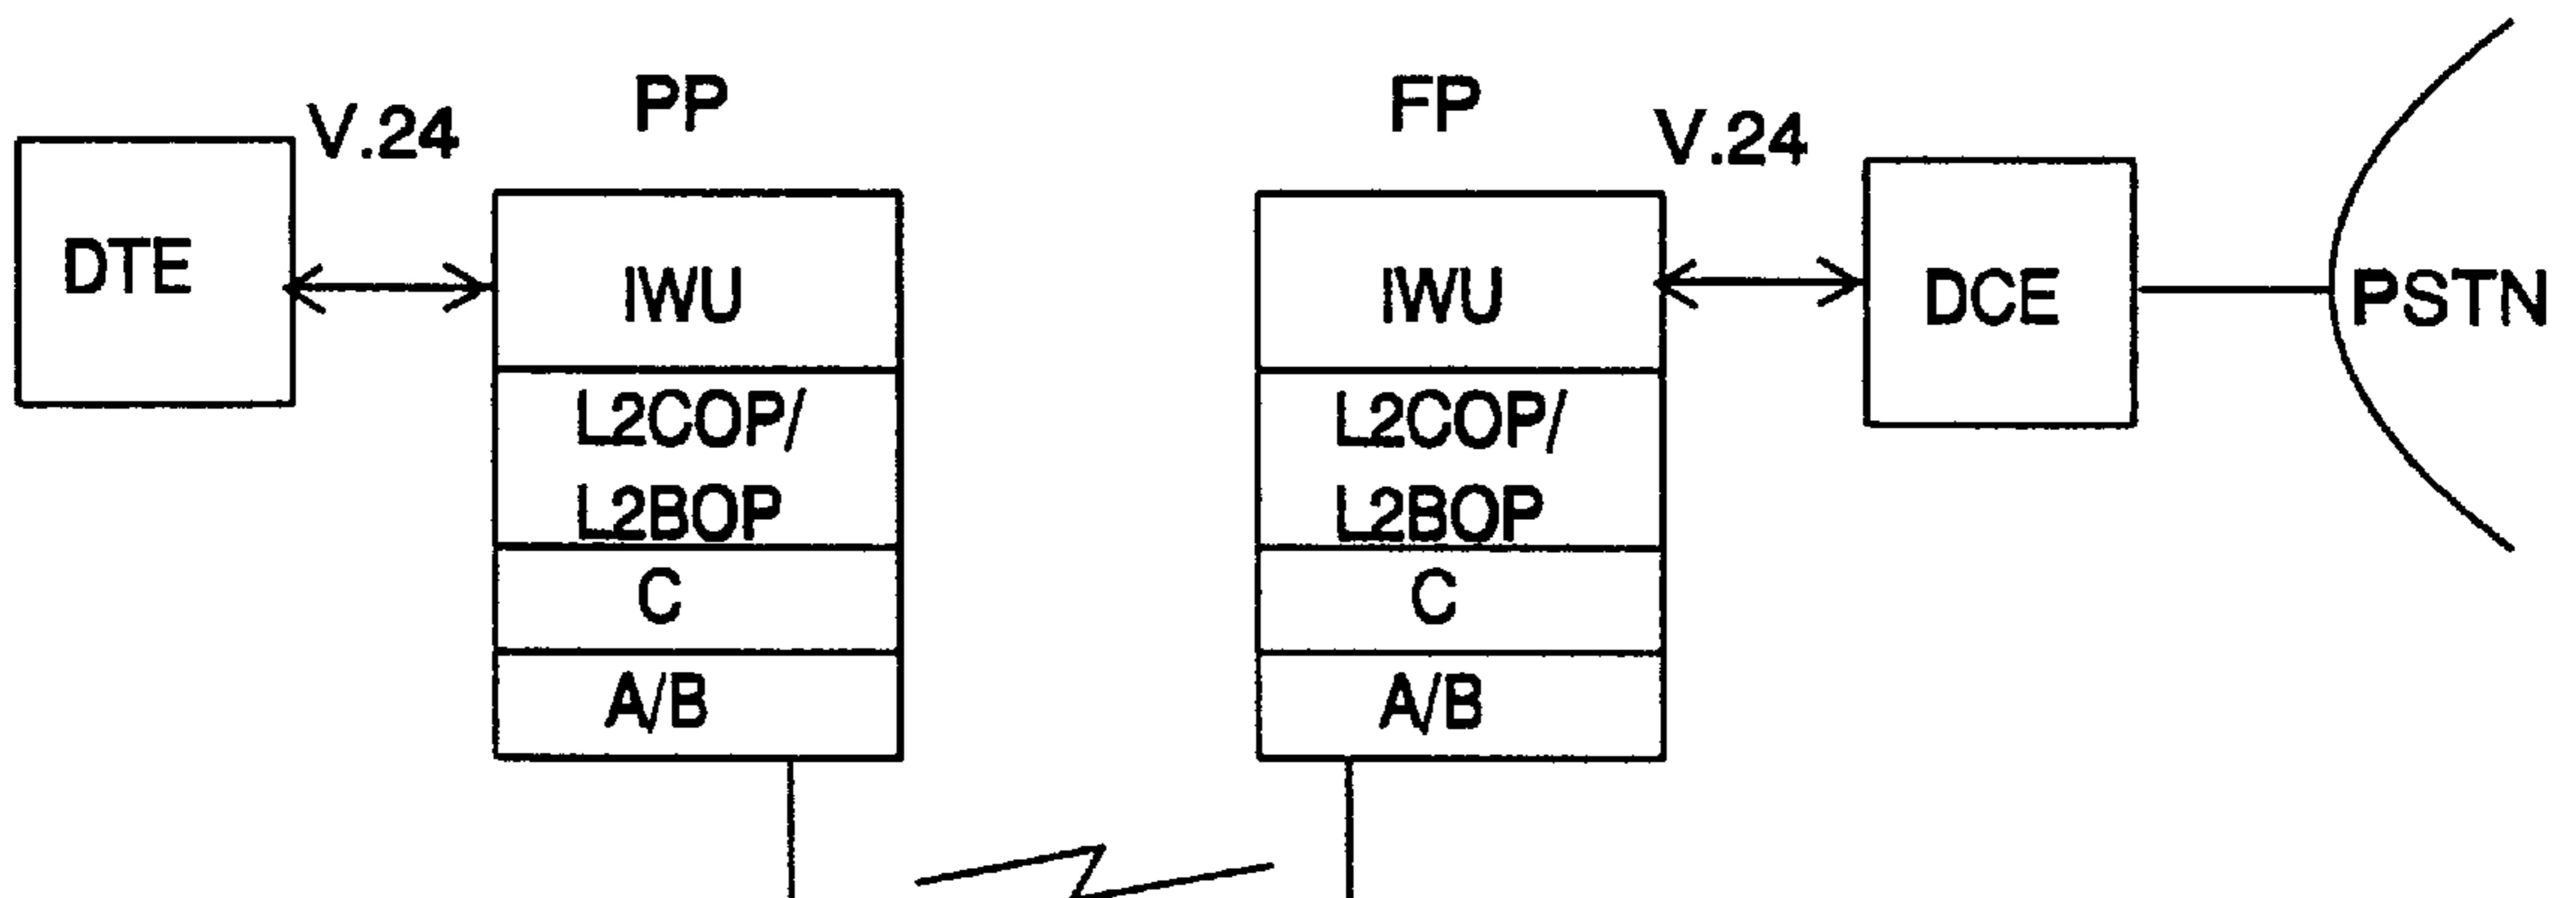 PP
FP
V.24
V.24
DTE
IWU
IWU
DCE
PSTN
L2COP/
L2BOP
L2COP/
L2BOP
C
C
A/B
A/B